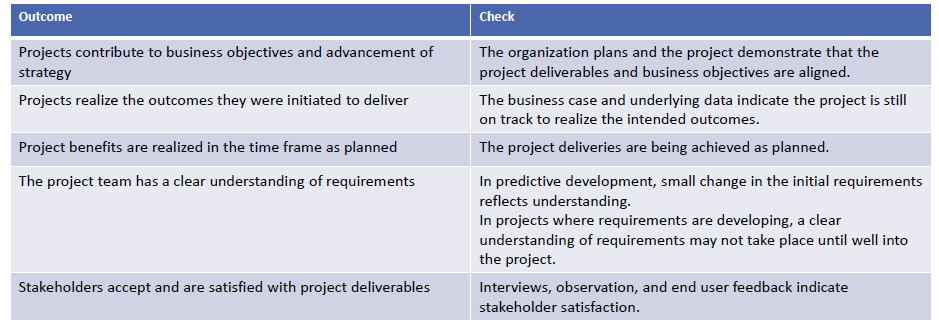 Outcome
Check
Projects contribute to business objectives and advancement of
strategy
The organization plans and the project demonstrate that the
project deliverables and business objectives are aligned.
Projects realize the outcomes they were initiated to deliver
The business case and underlying data indicate the project is still
on track to realize the intended outcomes.
Project benefits are realized in the time frame as planned
The project deliveries are being achieved as planned.
The project team has a clear understanding of requirements
In predictive development, small change in the initial requirements
reflects understanding.
In projects where requirements are developing, a clear
understanding of requirements may not take place until well into
the project.
Stakeholders accept and are satisfied with project deliverables
Interviews, observation, and end user feedback indicate
stakeholder satisfaction.